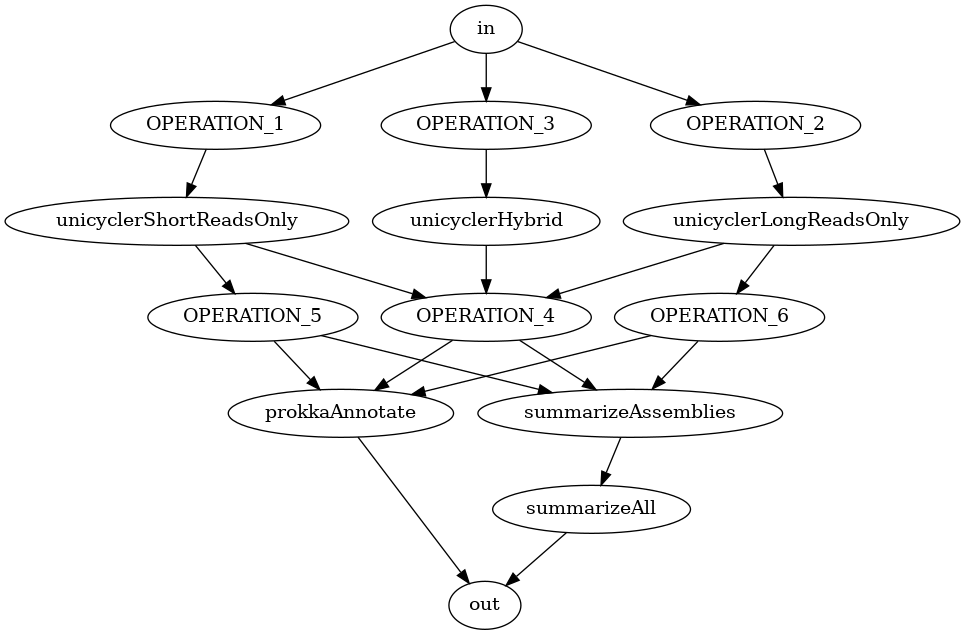 in
OPERATION_1
OPERATION_3
OPERATION_2
unicyclerShortReadsOnly
unicyclerHybrid
unicyclerLongReadsOnly
OPERATION_5
OPERATION_4
OPERATION_6
prokkaAnnotate
summarizeAssemblies
summarizeAll
out